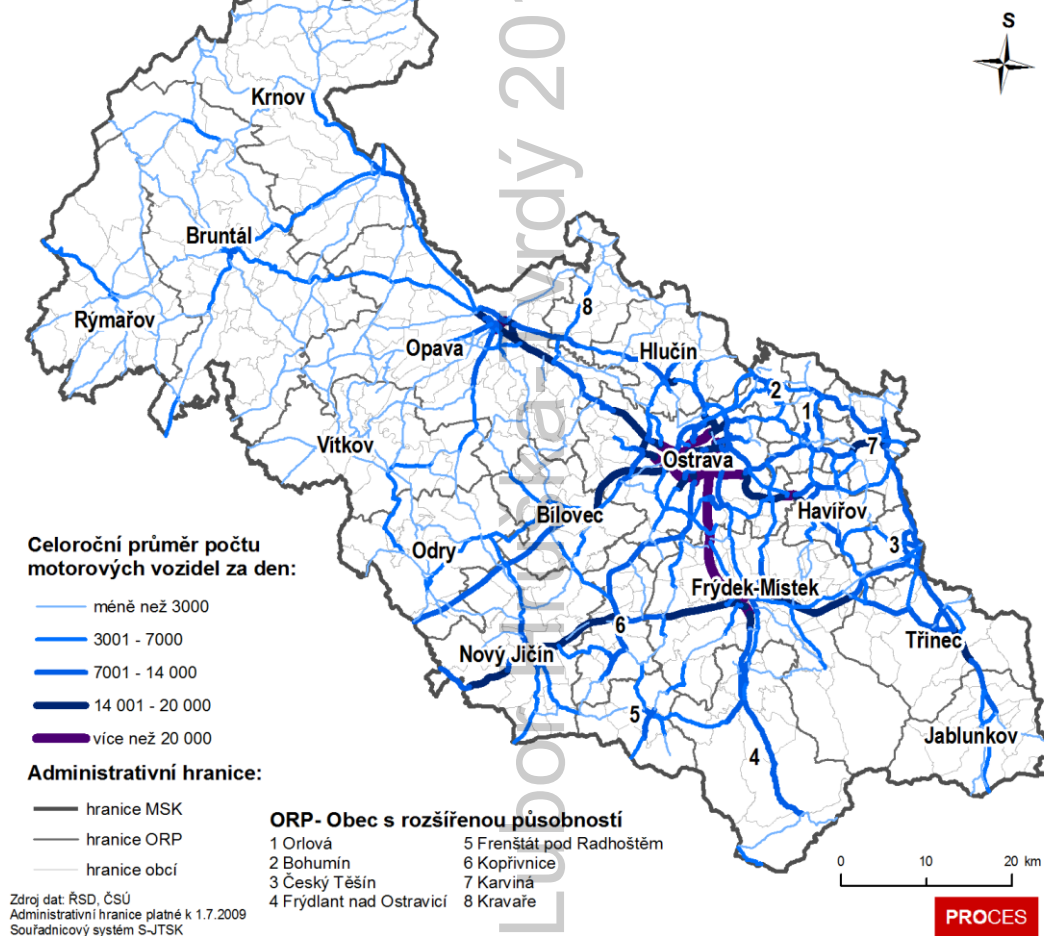 S
Krnov
Bruntál
Rýmařov
8
Opava
Hlučín
2
1
Vítkov
Ostrava
7
Bílovec
Havířov
Odry
3
Frýdek-Místek
6
Nový Jičín
Třinec
5
Jablunkov
4
Celoroční průměr počtu
motorových vozidel za den:
méně než 3000
3001 - 7000
7001 - 14 000
14 001 - 20 000
více než 20 000
Administrativní hranice:
hranice MSK
hranice ORP
hranice obcí
Zdroj dat: ŘSD, ČSÚ
Administrativní hranice platné k 1.7.2009
Souřadnicový systém S-JTSK
ORP- Obec s rozšířenou působností
1 Orlová
2 Bohumín
3 Český Těšín
4 Frýdlant nad Ostravicí
5 Frenštát pod Radhoštěm
6 Kopřivnice
7 Karviná
8 Kravaře
0 10 20 km
PROCES